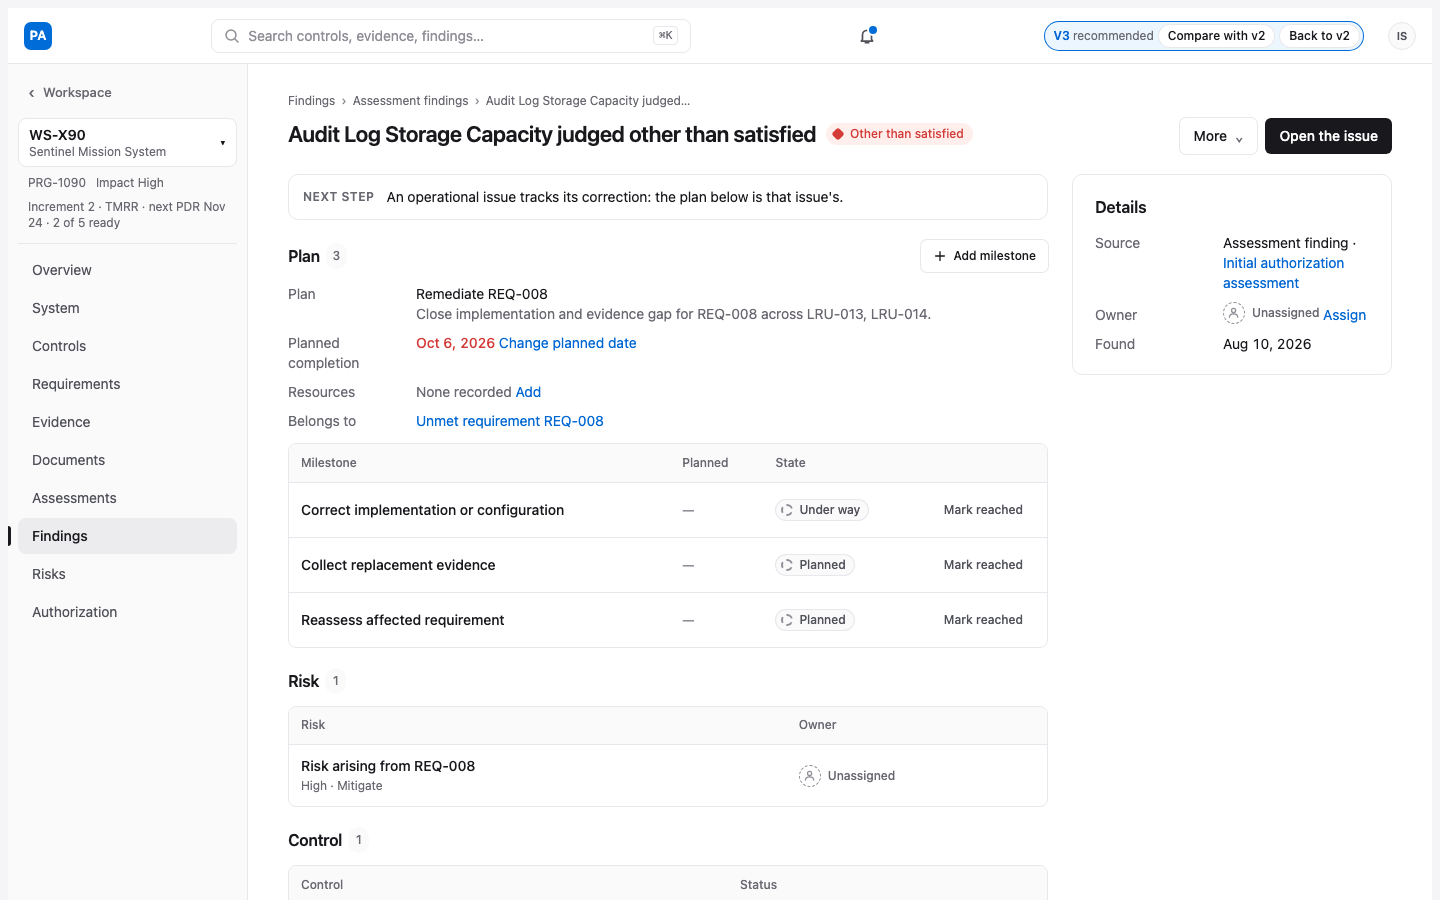 PA
Search controls, evidence, findings...
⌘K
V3 recommended
Compare with v2
Back to v2
IS
‹ Workspace
WS-X90
Sentinel Mission System
PRG-1090 Impact High
Increment 2 · TMRR · next PDR Nov
24 · 2 of 5 ready
Overview
System
Controls
Requirements
Evidence
Documents
Assessments
Findings
Risks
Authorization
Findings › Assessment findings › Audit Log Storage Capacity judged...
Audit Log Storage Capacity judged other than satisfied
Other than satisfied
More
Open the issue
NEXT STEP An operational issue tracks its correction: the plan below is that issue's.
Plan 3
+ Add milestone
Plan
Remediate REQ-008
Close implementation and evidence gap for REQ-008 across LRU-013, LRU-014.
Planned
completion
Oct 6, 2026 Change planned date
Resources
None recorded Add
Belongs to
Unmet requirement REQ-008
Milestone Planned State
Correct implementation or configuration — Under way Mark reached
Collect replacement evidence — Planned Mark reached
Reassess affected requirement — Planned Mark reached
Risk 1
Risk Owner
Risk arising from REQ-008
High · Mitigate
Unassigned
Control 1
Control Status
Details
Source
Assessment finding ·
Initial authorization
assessment
Owner
Unassigned Assign
Found
Aug 10, 2026